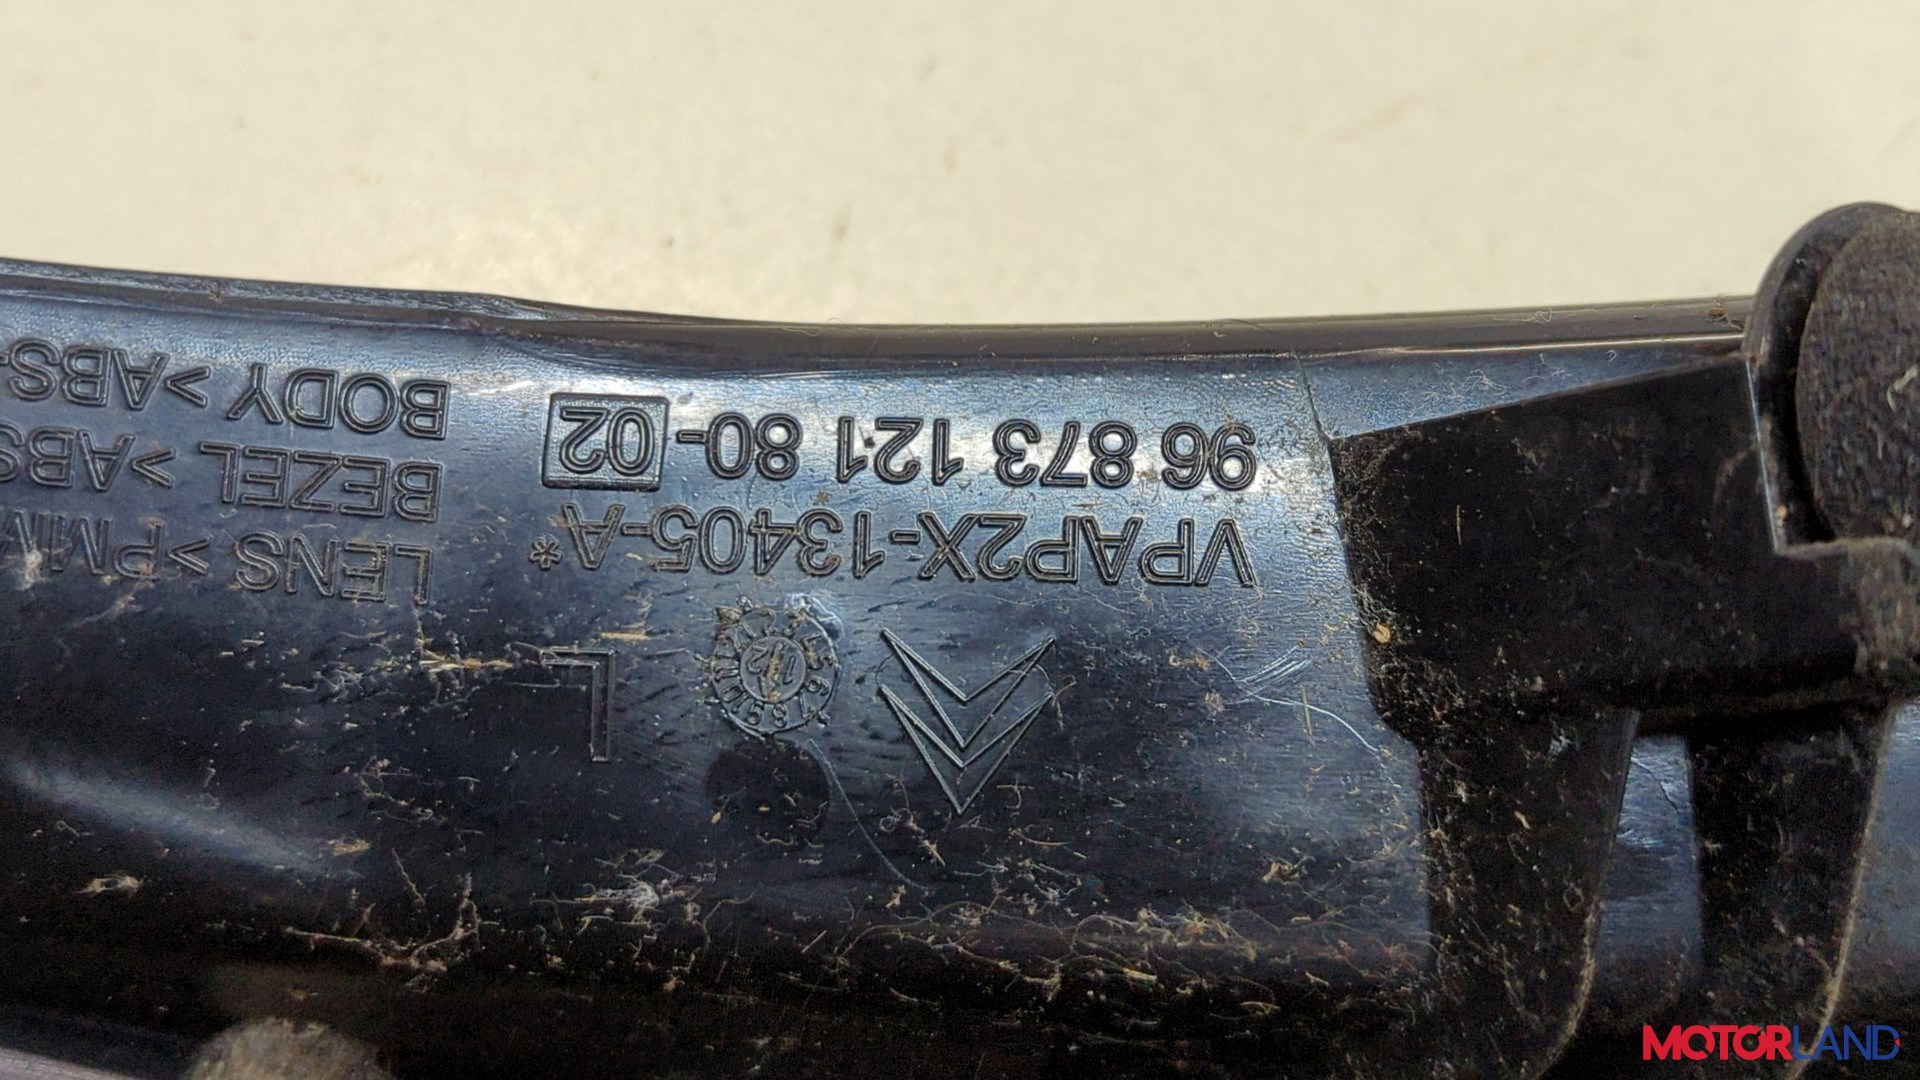 L
VPAP2X-13405-A*
96 873 121 80-02
LENS >PMM
BEZEL >ABS
BODY >ABS-
MOTORLAND